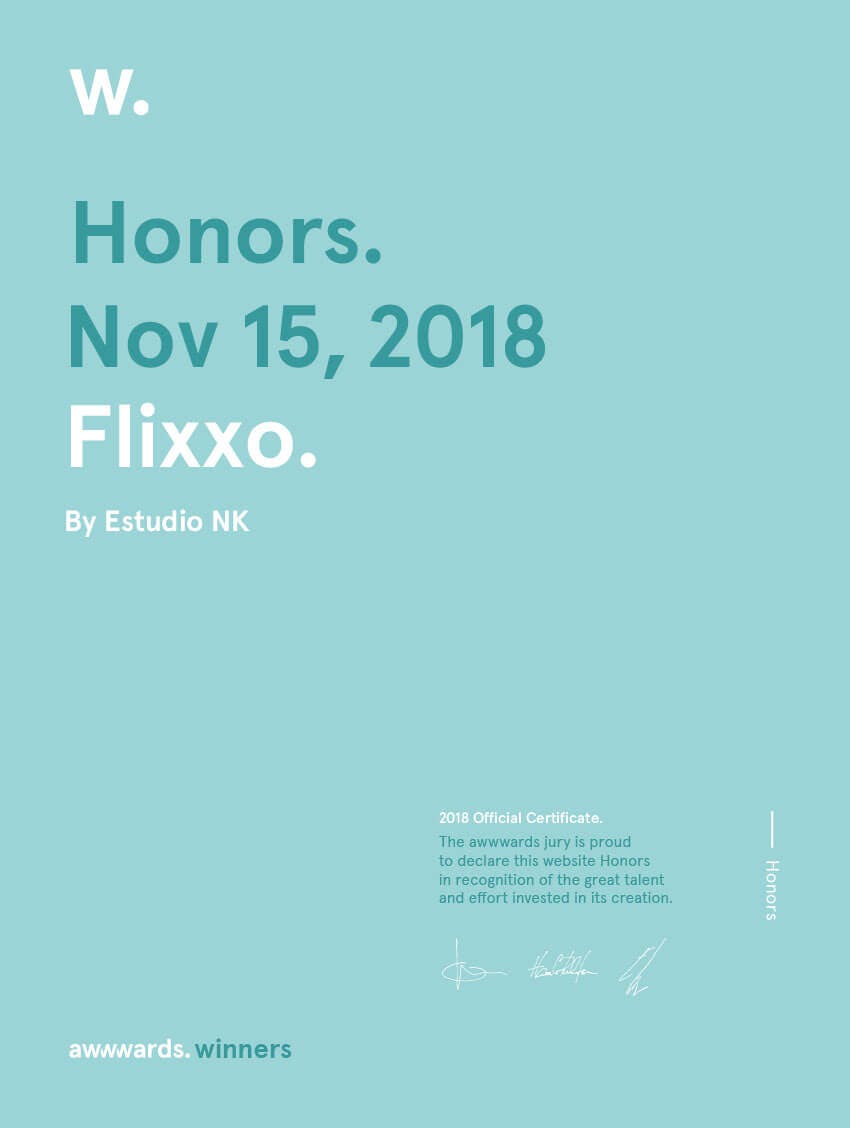 w.
Honors.
Nov 15, 2018
Flixxo.
By Estudio NK
2018 Official Certificate.
The awwwards jury is proud
to declare this website Honors
in recognition of the great talent
and effort invested in its creation.
Honors
awwwards. winners